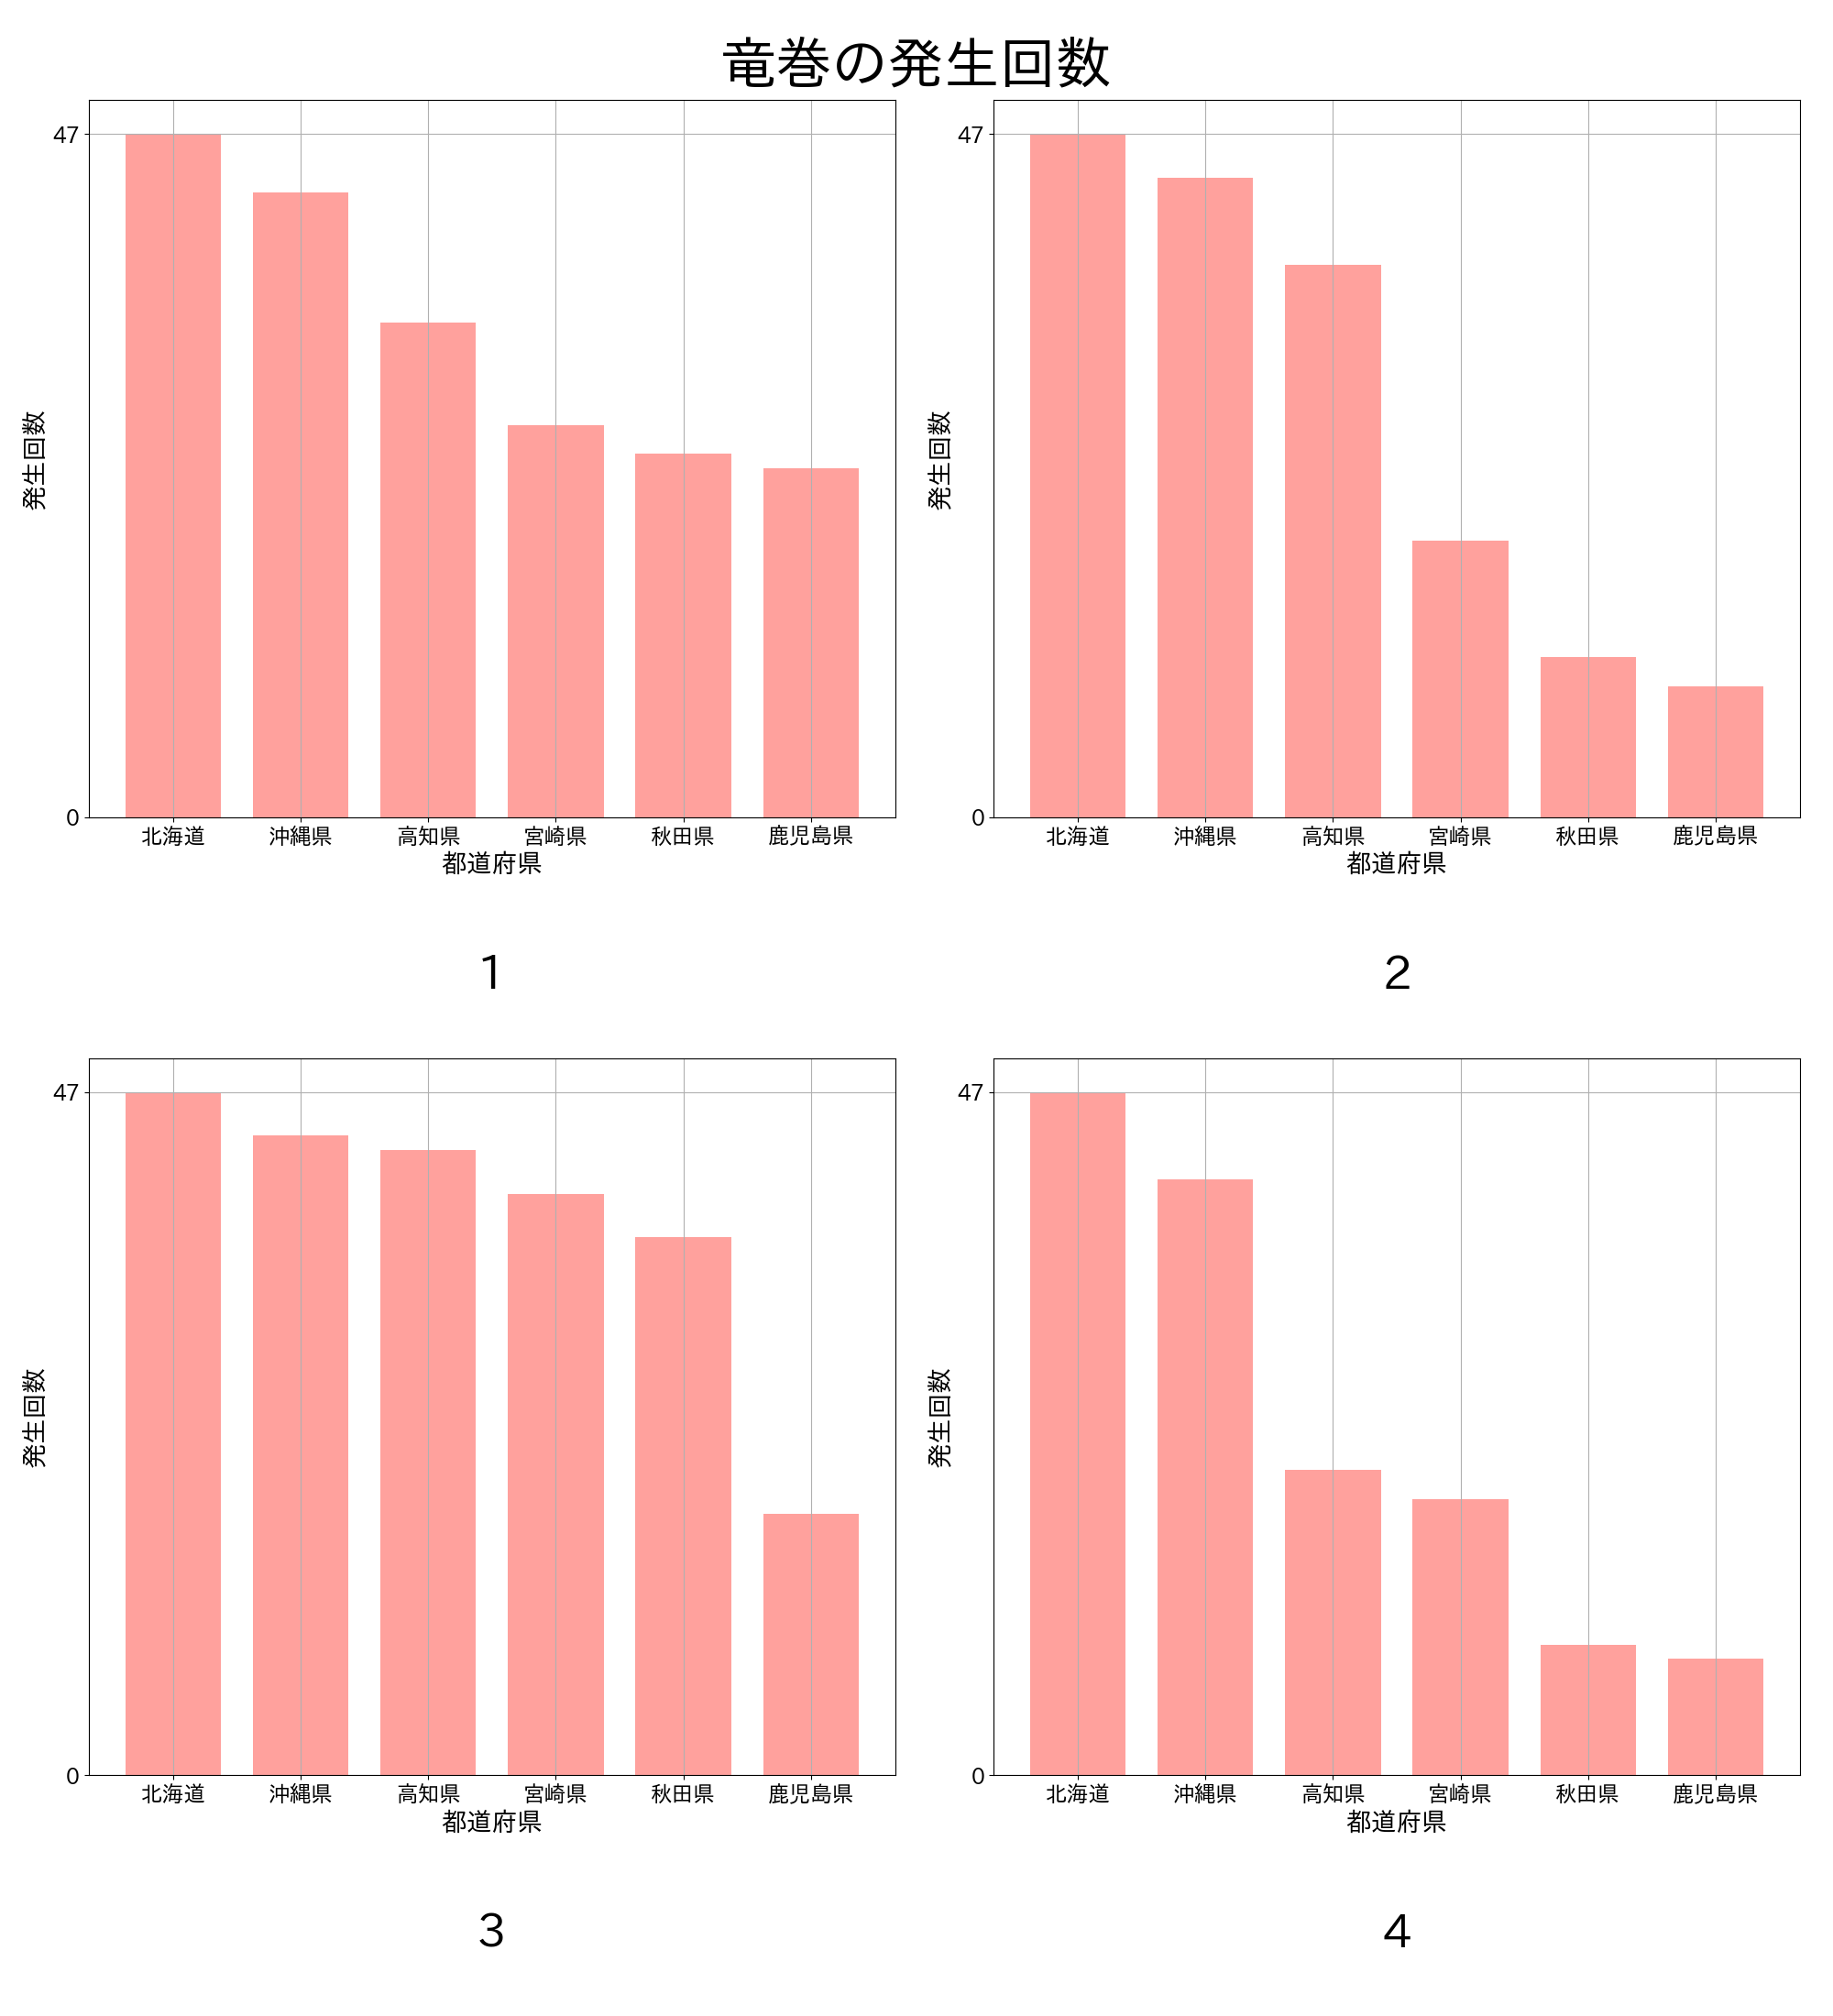 竜巻の発生回数
47
0
発生回数
北海道 沖縄県 高知県 宮崎県 秋田県 鹿児島県
都道府県
1
47
0
発生回数
北海道 沖縄県 高知県 宮崎県 秋田県 鹿児島県
都道府県
2
47
0
発生回数
北海道 沖縄県 高知県 宮崎県 秋田県 鹿児島県
都道府県
3
47
0
発生回数
北海道 沖縄県 高知県 宮崎県 秋田県 鹿児島県
都道府県
4